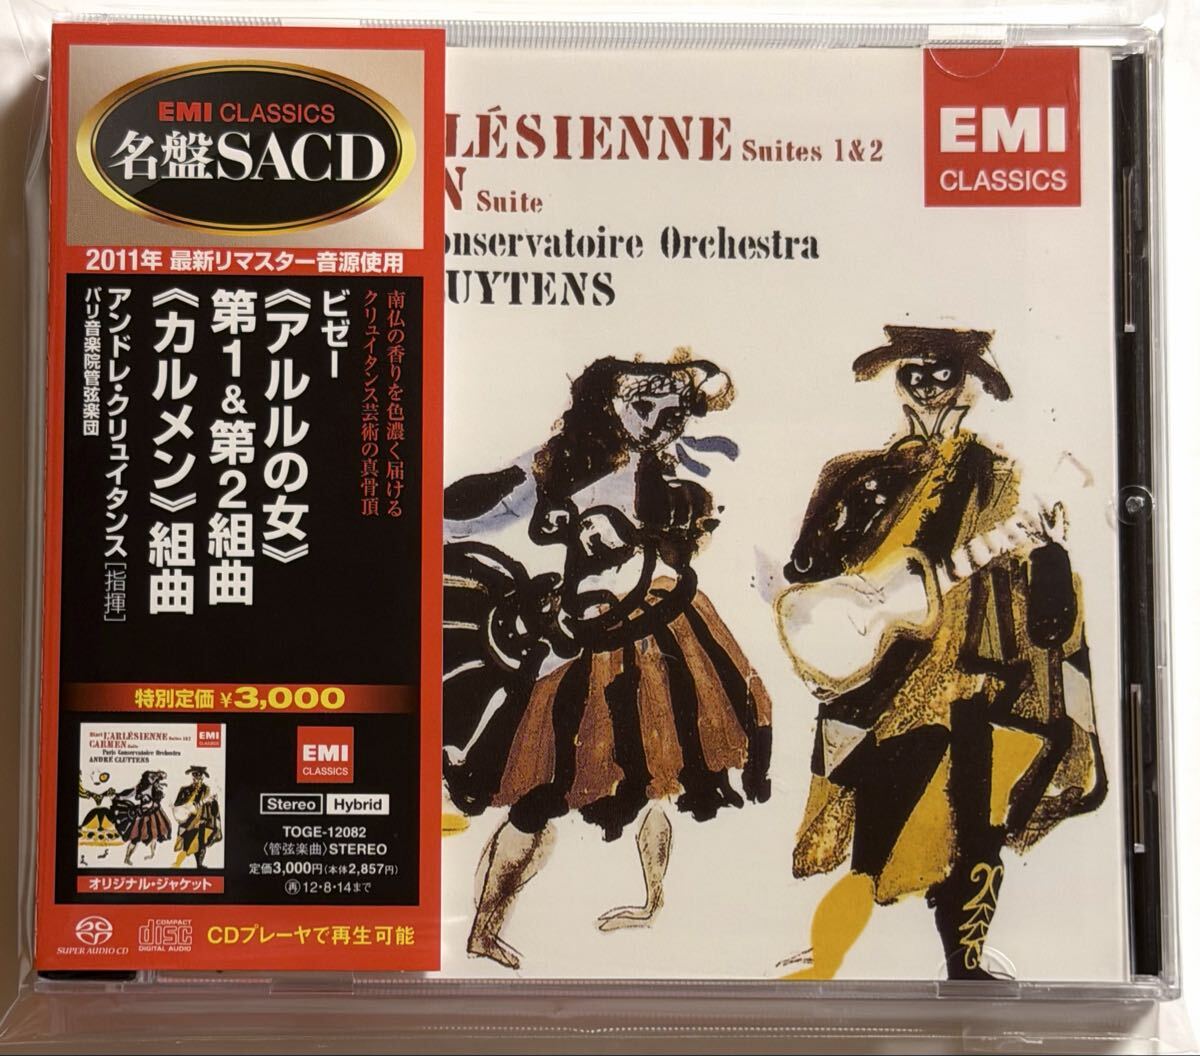 EMI CLASSICS
名盤SACD
2011年 最新リマスター音源使用
南仏の香りを色濃く届ける
クリュイタンス芸術の真骨頂
ビゼー
《アルルの女》
第1&第2組曲
《カルメン》組曲
アンドレ・クリュイタンス[指揮]
パリ音楽院管弦楽団
特別定価 ¥3,000
Bizet L'ARLÉSIENNE Suites 1&2
CARMEN Suite
Paris Conservatoire Orchestra
ANDRÉ CLUYTENS
EMI
CLASSICS
オリジナル・ジャケット
EMI
CLASSICS
Stereo Hybrid
TOGE-12082
〈管弦楽曲〉STEREO
定価3,000円(本体2,857円)
再 12・8・14まで
SUPER AUDIO CD
COMPACT
disc
DIGITAL AUDIO
CDプレーヤで再生可能
RLÉSIENNE Suites 1&2
N Suite
onservatoire Orchestra
UYTENS
EMI
CLASSICS